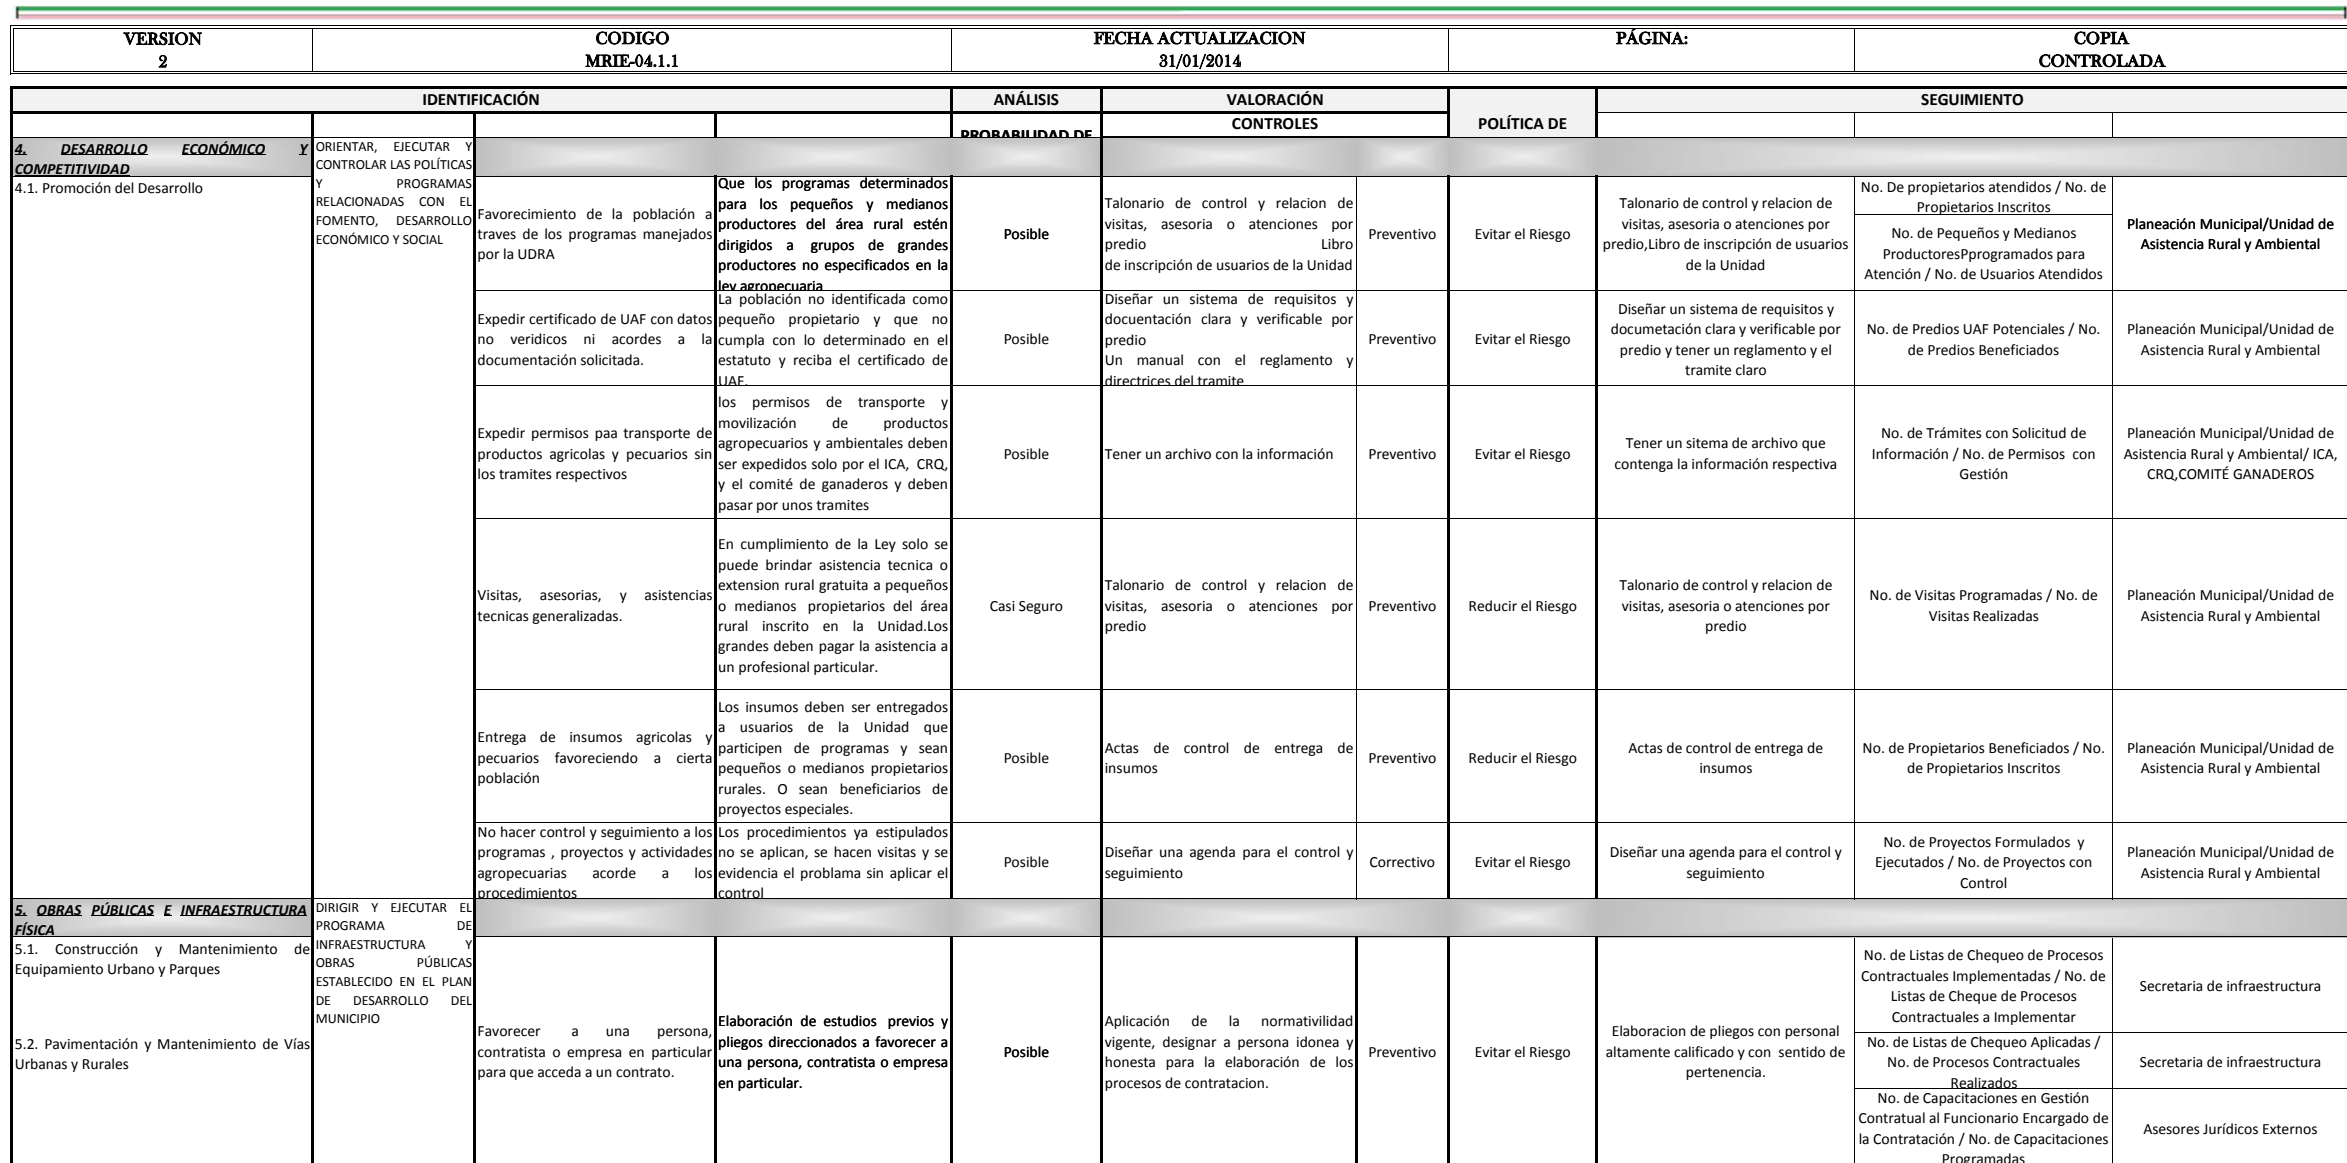 VERSION
2
CODIGO
MRIE-04.1.1
FECHA ACTUALIZACION
31/01/2014
PÁGINA:
COPIA
CONTROLADA
IDENTIFICACIÓN
ANÁLISIS
VALORACIÓN
SEGUIMIENTO
PROBABILIDAD DE
CONTROLES
POLÍTICA DE
4. DESARROLLO ECONÓMICO Y
COMPETITIVIDAD
4.1. Promoción del Desarrollo
ORIENTAR, EJECUTAR Y
CONTROLAR LAS POLÍTICAS
Y PROGRAMAS
RELACIONADAS CON EL
FOMENTO, DESARROLLO
ECONÓMICO Y SOCIAL
Favorecimiento de la población a
traves de los programas manejados
por la UDRA
Que los programas determinados
para los pequeños y medianos
productores del área rural estén
dirigidos a grupos de grandes
productores no especificados en la
ley agropecuaria
Posible
Talonario de control y relacion de
visitas, asesoria o atenciones por
predio Libro
de inscripción de usuarios de la Unidad
Preventivo
Evitar el Riesgo
Talonario de control y relacion de
visitas, asesoria o atenciones por
predio,Libro de inscripción de usuarios
de la Unidad
No. De propietarios atendidos / No. de
Propietarios Inscritos
No. de Pequeños y Medianos
ProductoresPprogramados para
Atención / No. de Usuarios Atendidos
Planeación Municipal/Unidad de
Asistencia Rural y Ambiental
Expedir certificado de UAF con datos
no veridicos ni acordes a la
documentación solicitada.
La población no identificada como
pequeño propietario y que no
cumpla con lo determinado en el
estatuto y reciba el certificado de
UAF.
Posible
Diseñar un sistema de requisitos y
docuentación clara y verificable por
predio
Un manual con el reglamento y
directrices del tramite
Preventivo
Evitar el Riesgo
Diseñar un sistema de requisitos y
documetación clara y verificable por
predio y tener un reglamento y el
tramite claro
No. de Predios UAF Potenciales / No.
de Predios Beneficiados
Planeación Municipal/Unidad de
Asistencia Rural y Ambiental
Expedir permisos paa transporte de
productos agricolas y pecuarios sin
los tramites respectivos
los permisos de transporte y
movilización de productos
agropecuarios y ambientales deben
ser expedidos solo por el ICA, CRQ,
y el comité de ganaderos y deben
pasar por unos tramites
Posible
Tener un archivo con la información
Preventivo
Evitar el Riesgo
Tener un sitema de archivo que
contenga la información respectiva
No. de Trámites con Solicitud de
Información / No. de Permisos con
Gestión
Planeación Municipal/Unidad de
Asistencia Rural y Ambiental/ ICA,
CRQ,COMITÉ GANADEROS
Visitas, asesorias, y asistencias
tecnicas generalizadas.
En cumplimiento de la Ley solo se
puede brindar asistencia tecnica o
extension rural gratuita a pequeños
o medianos propietarios del área
rural inscrito en la Unidad.Los
grandes deben pagar la asistencia a
un profesional particular.
Casi Seguro
Talonario de control y relacion de
visitas, asesoria o atenciones por
predio
Preventivo
Reducir el Riesgo
Talonario de control y relacion de
visitas, asesoria o atenciones por
predio
No. de Visitas Programadas / No. de
Visitas Realizadas
Planeación Municipal/Unidad de
Asistencia Rural y Ambiental
Entrega de insumos agricolas y
pecuarios favoreciendo a cierta
población
Los insumos deben ser entregados
a usuarios de la Unidad que
participen de programas y sean
pequeños o medianos propietarios
rurales. O sean beneficiarios de
proyectos especiales.
Posible
Actas de control de entrega de
insumos
Preventivo
Reducir el Riesgo
Actas de control de entrega de
insumos
No. de Propietarios Beneficiados / No.
de Propietarios Inscritos
Planeación Municipal/Unidad de
Asistencia Rural y Ambiental
No hacer control y seguimiento a los
programas , proyectos y actividades
agropecuarias acorde a los
procedimientos
Los procedimientos ya estipulados
no se aplican, se hacen visitas y se
evidencia el problama sin aplicar el
control
Posible
Diseñar una agenda para el control y
seguimiento
Correctivo
Evitar el Riesgo
Diseñar una agenda para el control y
seguimiento
No. de Proyectos Formulados y
Ejecutados / No. de Proyectos con
Control
Planeación Municipal/Unidad de
Asistencia Rural y Ambiental
5. OBRAS PÚBLICAS E INFRAESTRUCTURA
FÍSICA
5.1. Construcción y Mantenimiento de
Equipamiento Urbano y Parques
5.2. Pavimentación y Mantenimiento de Vías
Urbanas y Rurales
DIRIGIR Y EJECUTAR EL
PROGRAMA DE
INFRAESTRUCTURA Y
OBRAS PÚBLICAS
ESTABLECIDO EN EL PLAN
DE DESARROLLO DEL
MUNICIPIO
Favorecer a una persona,
contratista o empresa en particular
para que acceda a un contrato.
Elaboración de estudios previos y
pliegos direccionados a favorecer a
una persona, contratista o empresa
en particular.
Posible
Aplicación de la normativilidad
vigente, designar a persona idonea y
honesta para la elaboración de los
procesos de contratacion.
Preventivo
Evitar el Riesgo
Elaboracion de pliegos con personal
altamente calificado y con sentido de
pertenencia.
No. de Listas de Chequeo de Procesos
Contractuales Implementadas / No. de
Listas de Cheque de Procesos
Contractuales a Implementar
Secretaria de infraestructura
No. de Listas de Chequeo Aplicadas /
No. de Procesos Contractuales
Realizados
Secretaria de infraestructura
No. de Capacitaciones en Gestión
Contratual al Funcionario Encargado de
la Contratación / No. de Capacitaciones
Programadas
Asesores Jurídicos Externos